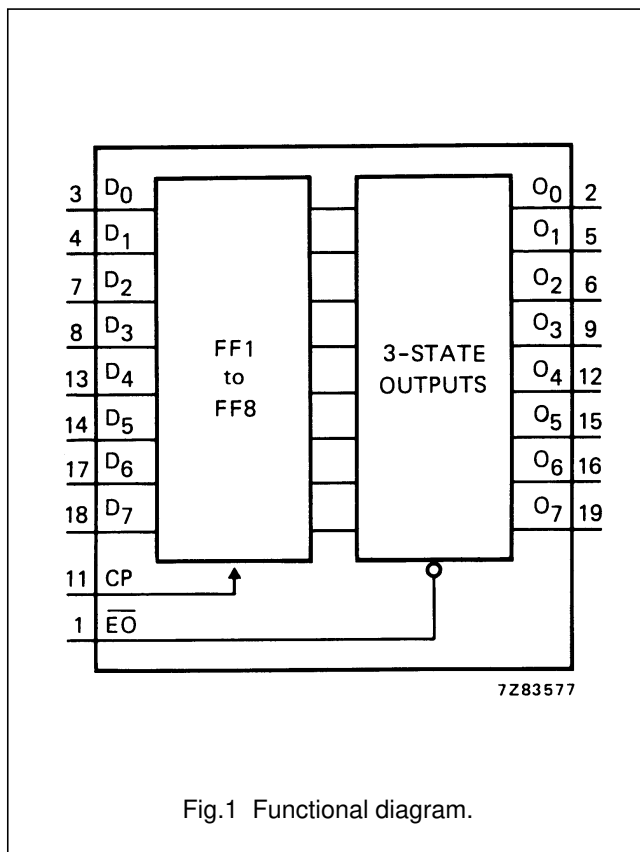 3 D0 O0 2
4 D1 O1 5
7 D2 O2 6
8 D3 O3 9
FF1 3-STATE
13 D4 to OUTPUTS O4 12
FF8
14 D5 O5 15
17 D6 O6 16
18 D7 O7 19
11 CP
1 E̅O̅
7Z83577
Fig.1 Functional diagram.